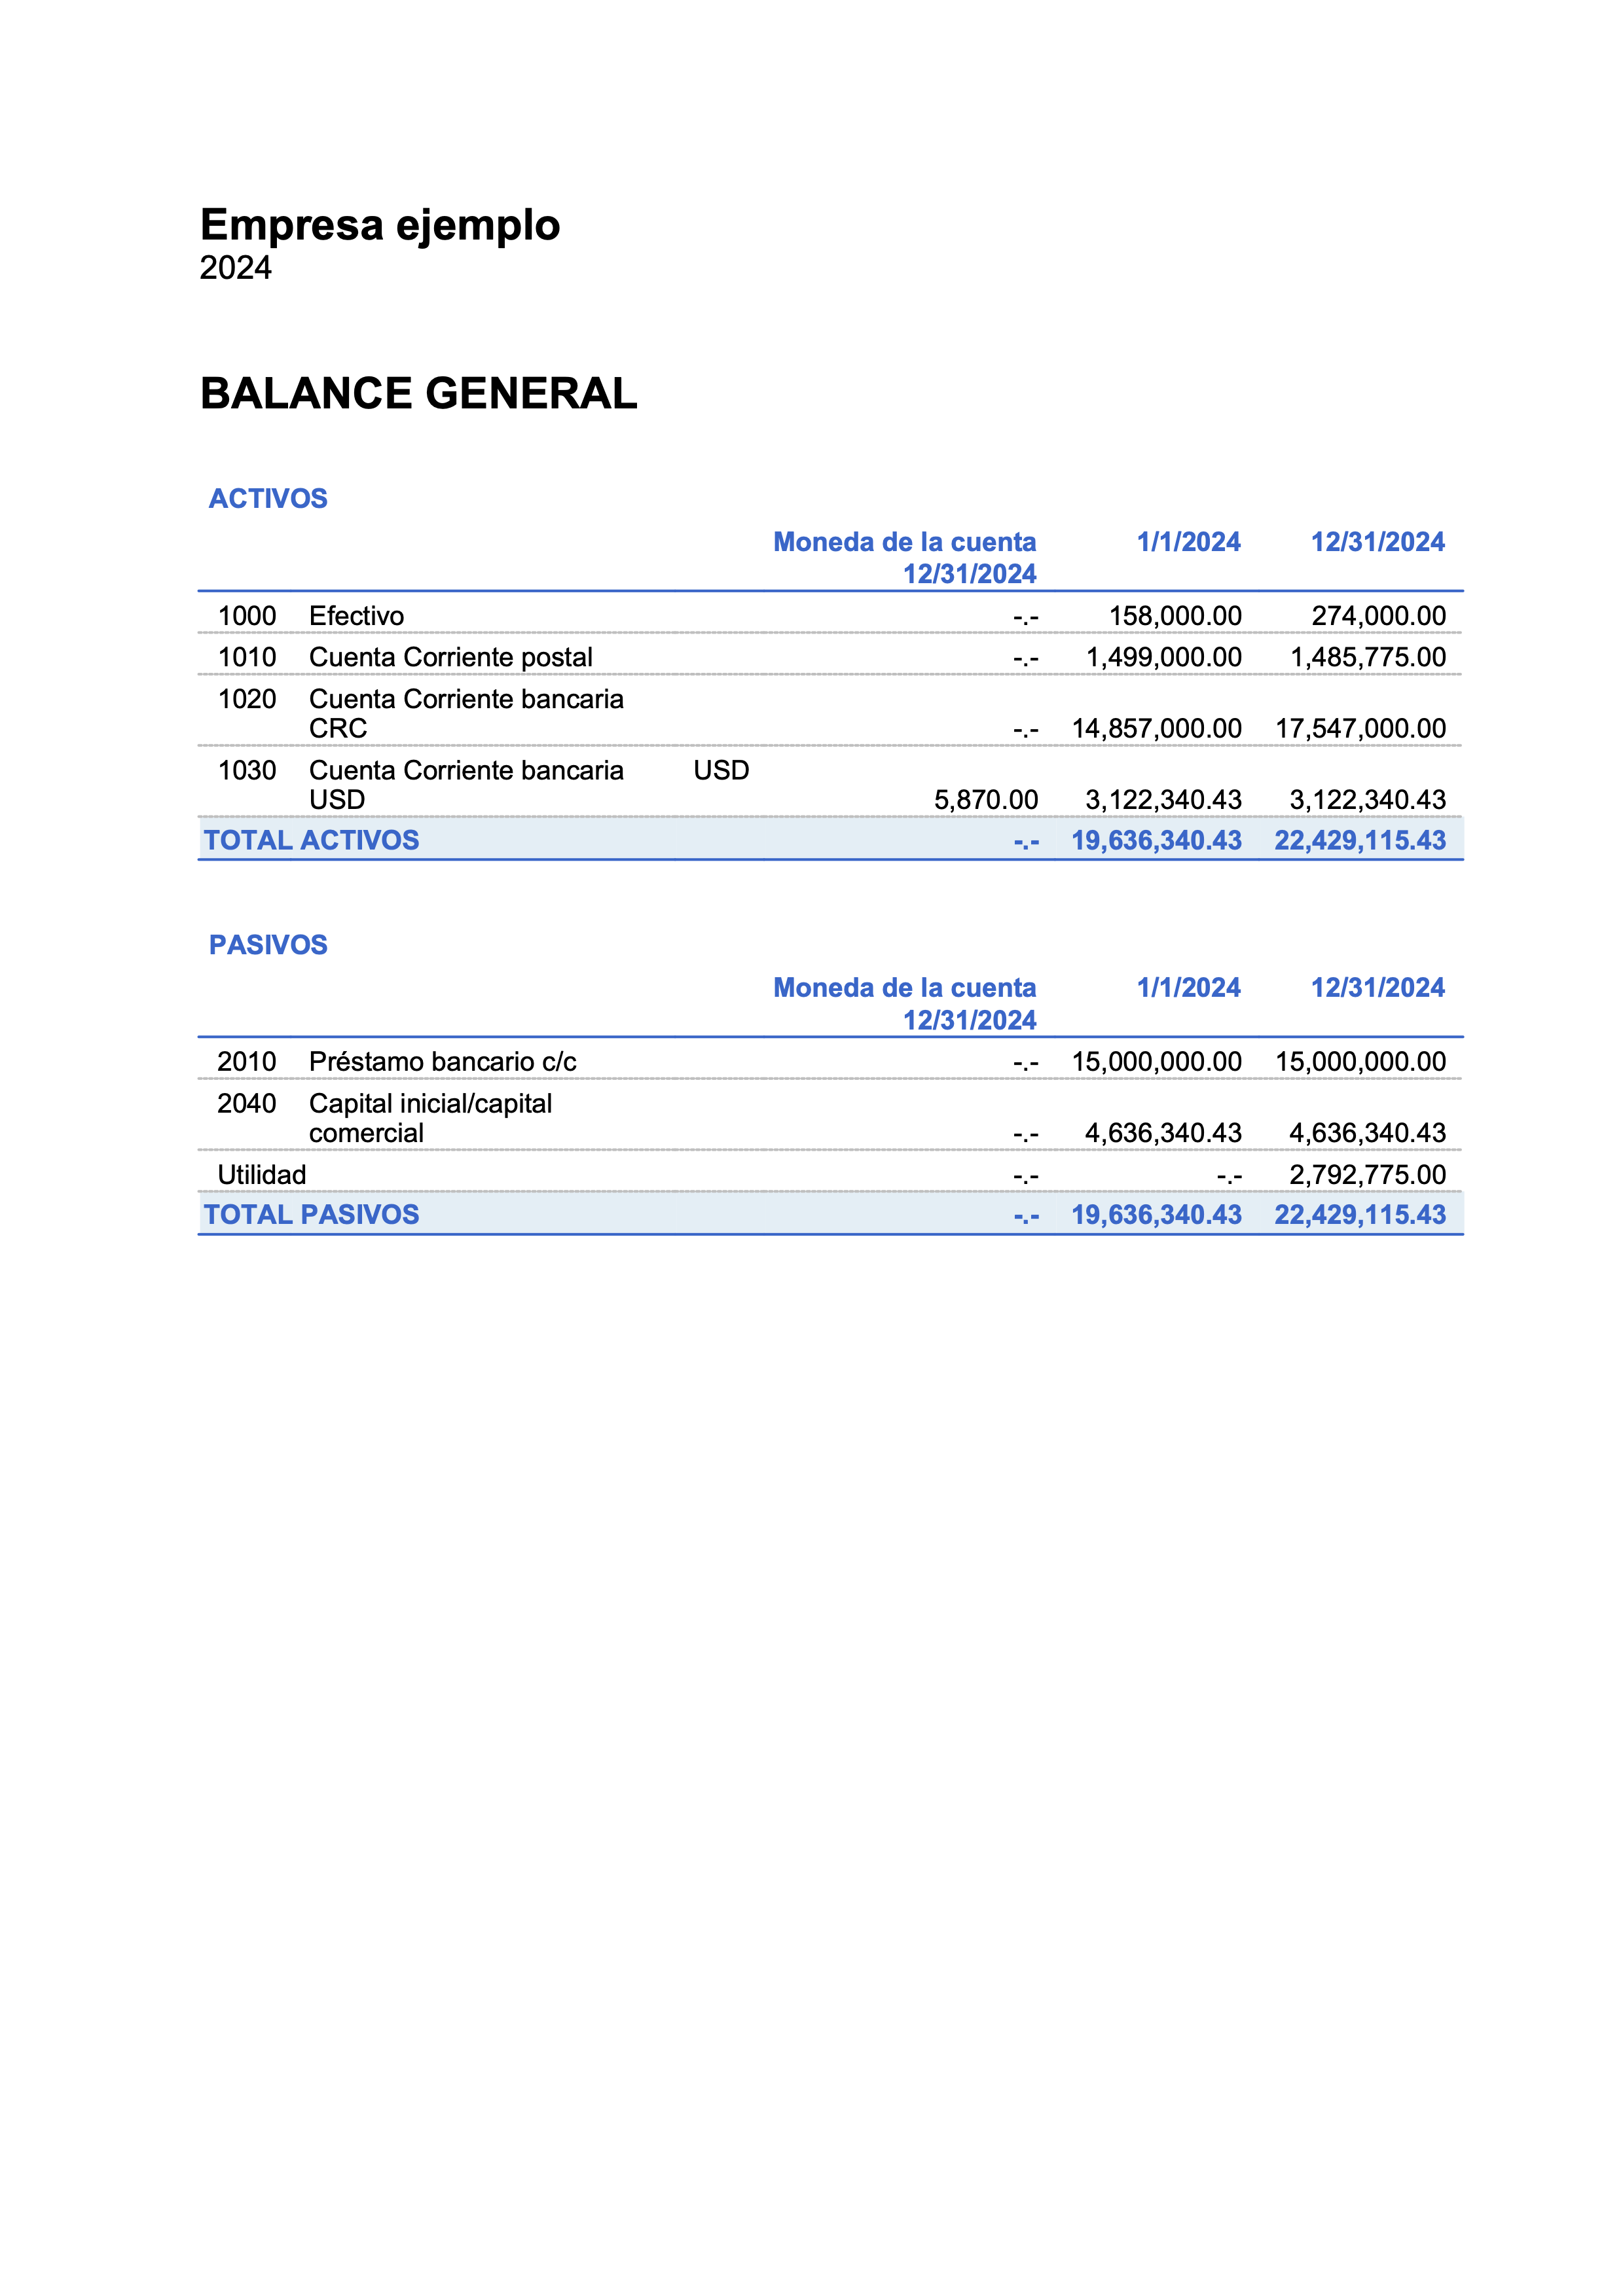 Empresa ejemplo
2024
BALANCE GENERAL
ACTIVOS
Moneda de la cuenta 1/1/2024 12/31/2024
12/31/2024
1000 Efectivo -.- 158,000.00 274,000.00
1010 Cuenta Corriente postal -.- 1,499,000.00 1,485,775.00
1020 Cuenta Corriente bancaria
CRC -.- 14,857,000.00 17,547,000.00
1030 Cuenta Corriente bancaria USD
USD 5,870.00 3,122,340.43 3,122,340.43
TOTAL ACTIVOS -.- 19,636,340.43 22,429,115.43
PASIVOS
Moneda de la cuenta 1/1/2024 12/31/2024
12/31/2024
2010 Préstamo bancario c/c -.- 15,000,000.00 15,000,000.00
2040 Capital inicial/capital
comercial -.- 4,636,340.43 4,636,340.43
Utilidad -.- -.- 2,792,775.00
TOTAL PASIVOS -.- 19,636,340.43 22,429,115.43